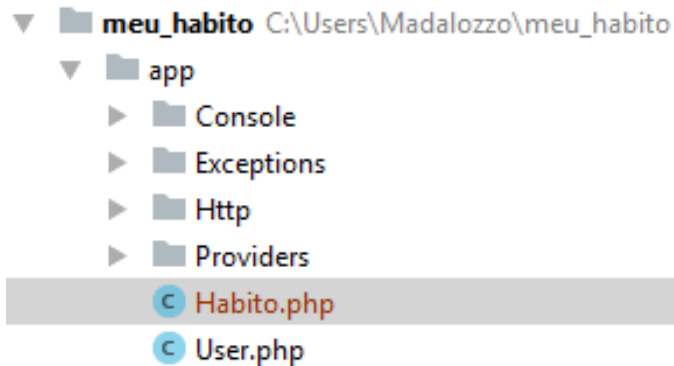 meu_habito C:\Users\Madalozzo\meu_habito
app
Console
Exceptions
Http
Providers
C Habito.php
C User.php